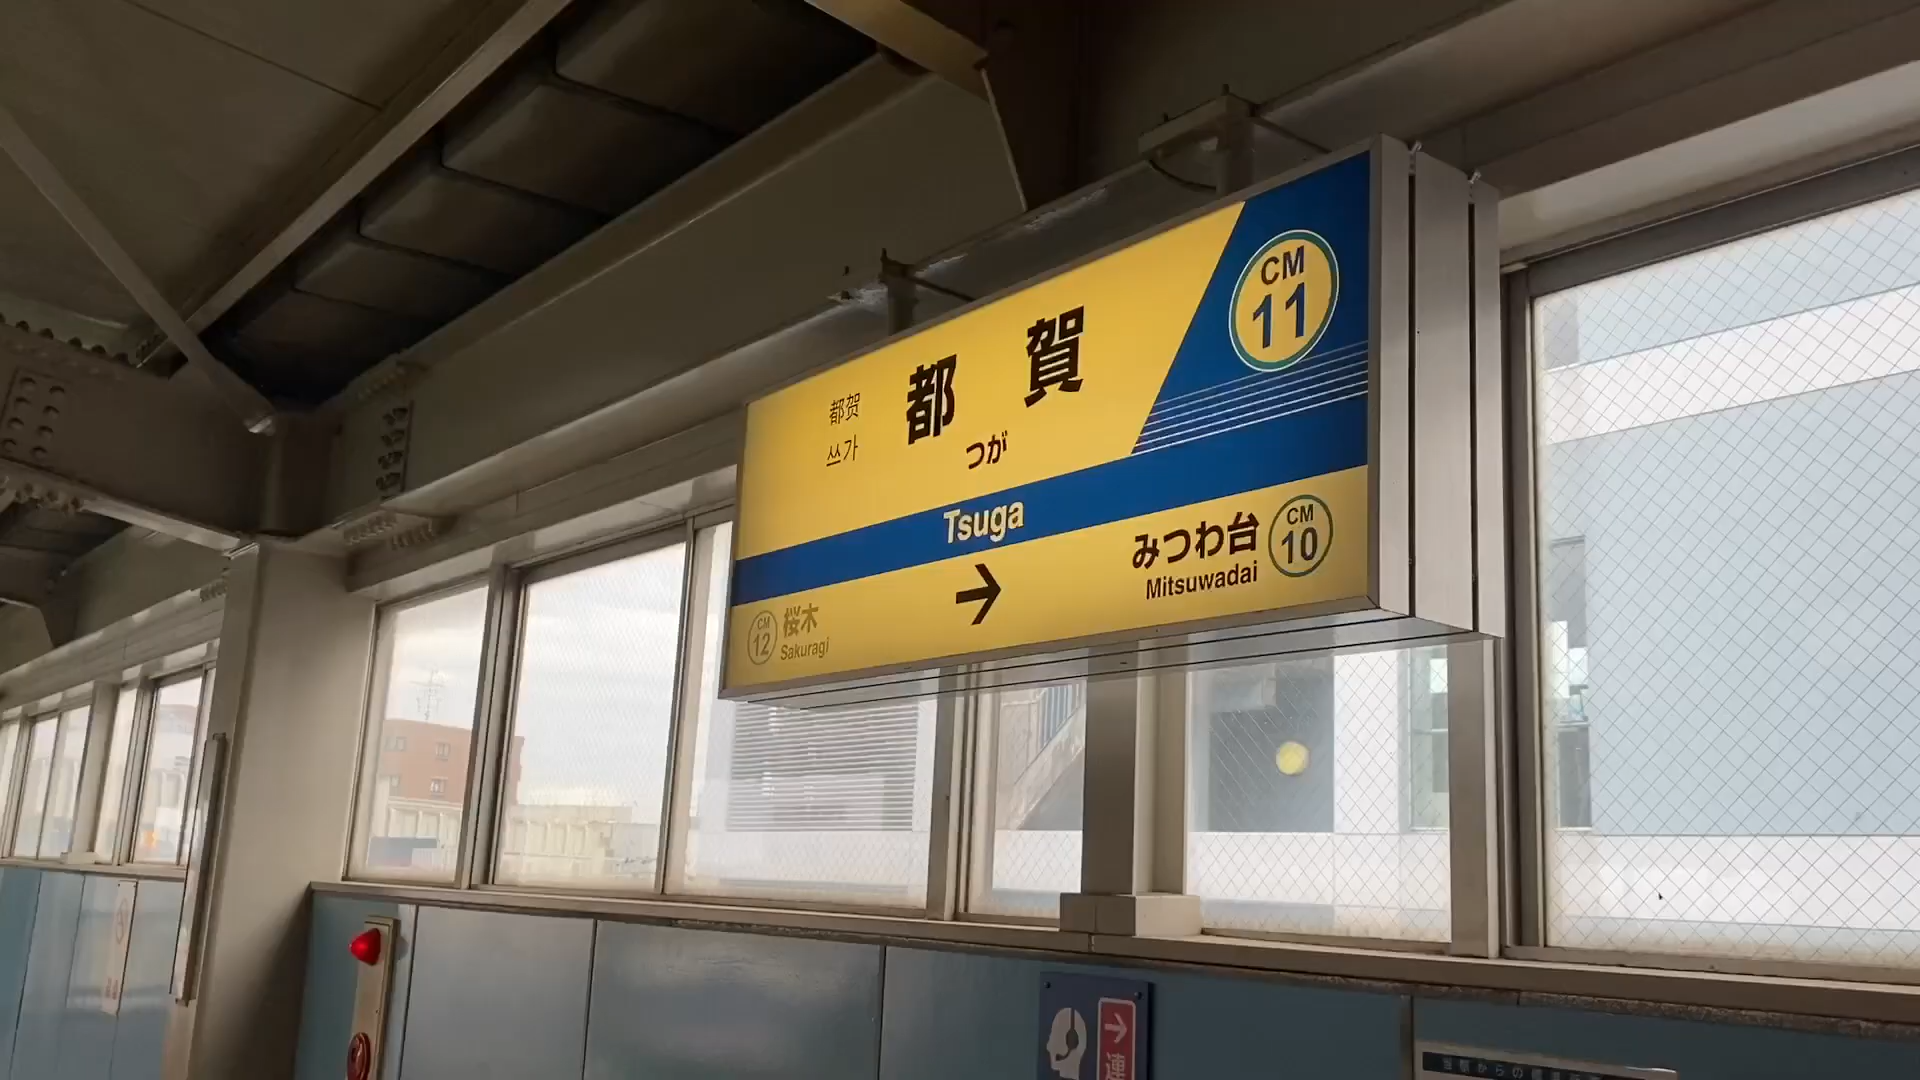 CM
11
都賀
都贺
쓰가
つが
Tsuga
みつわ台
Mitsuwadai
CM
10
→
CM
12
桜木
Sakuragi
→
連